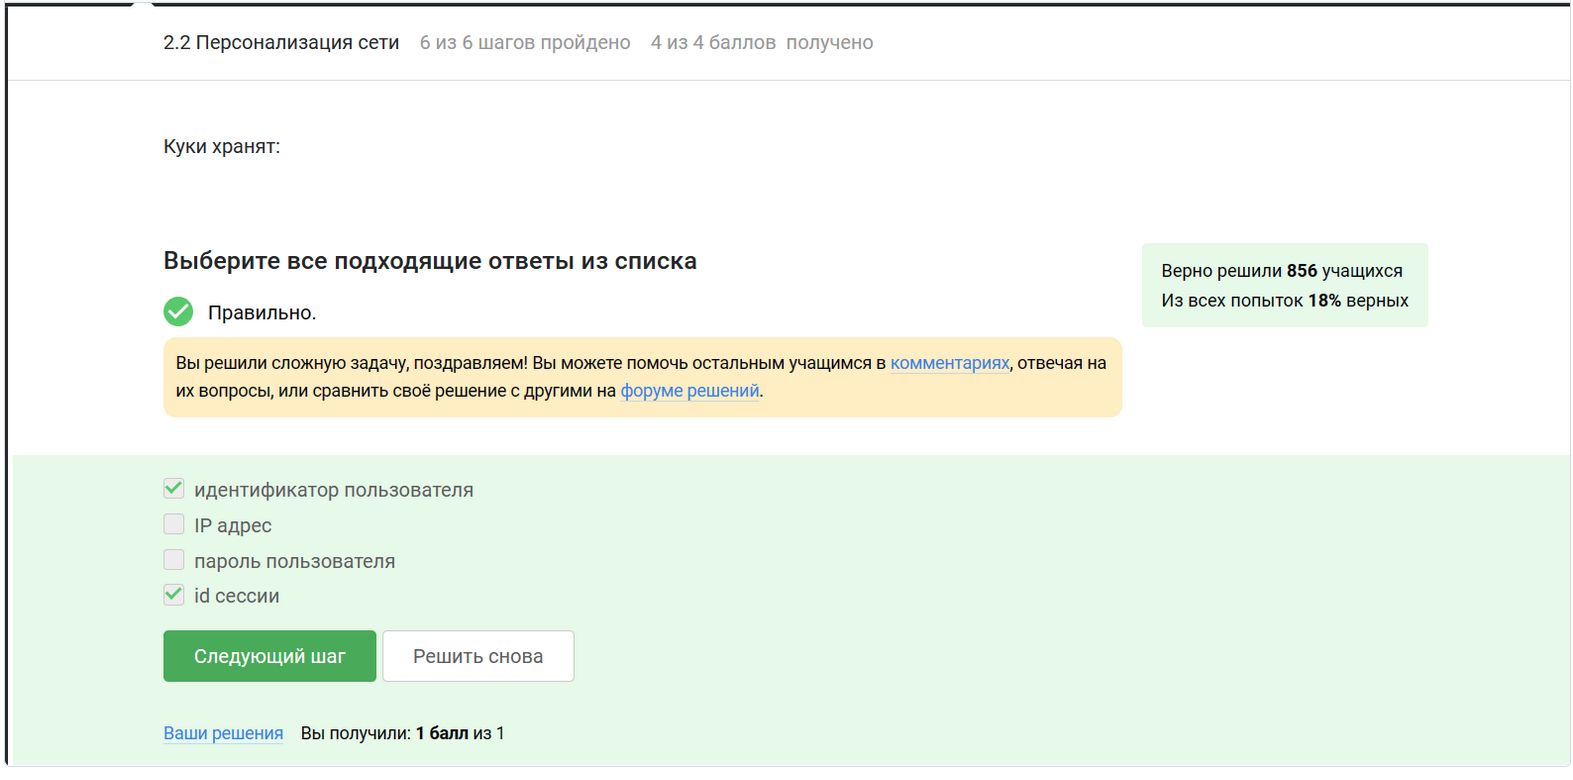 2.2 Персонализация сети 6 из 6 шагов пройдено 4 из 4 баллов получено
Куки хранят:
Выберите все подходящие ответы из списка
Верно решили 856 учащихся
Из всех попыток 18% верных
Правильно.
Вы решили сложную задачу, поздравляем! Вы можете помочь остальным учащимся в комментариях, отвечая на
их вопросы, или сравнить своё решение с другими на форуме решений.
идентификатор пользователя
IP адрес
пароль пользователя
id сессии
Следующий шаг Решить снова
Ваши решения Вы получили: 1 балл из 1